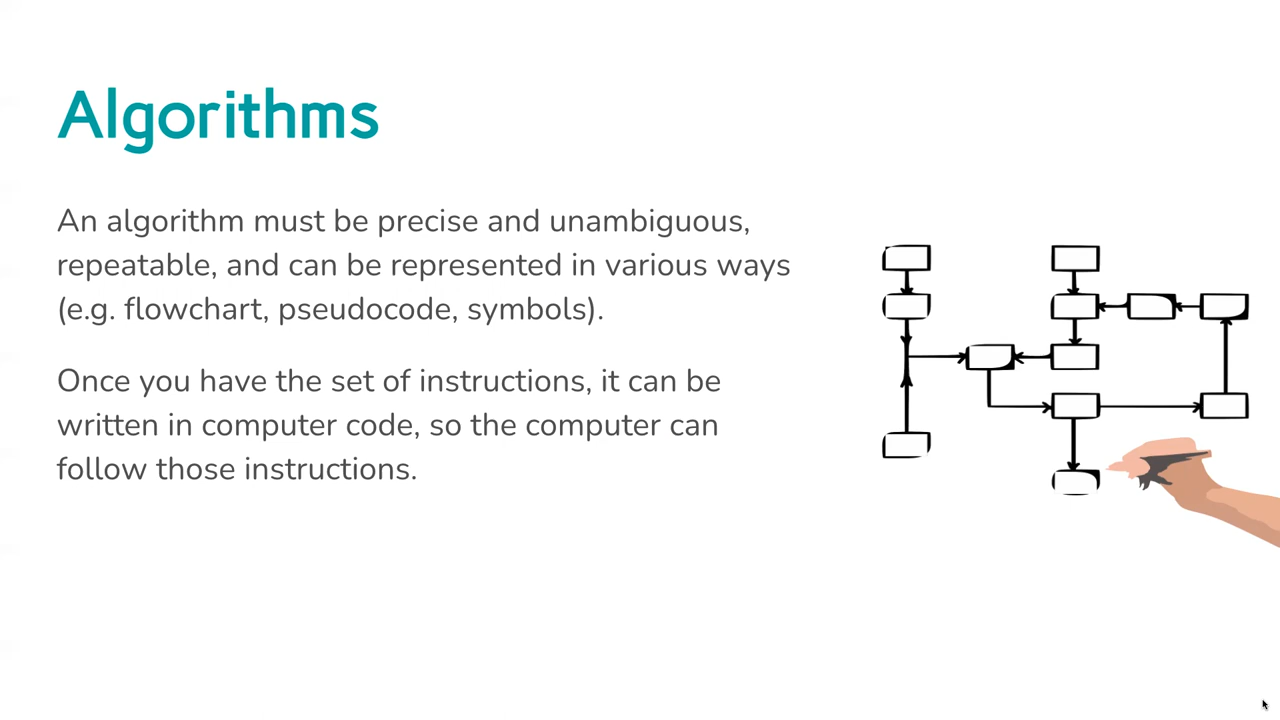 Algorithms
An algorithm must be precise and unambiguous,
repeatable, and can be represented in various ways
(e.g. flowchart, pseudocode, symbols).
Once you have the set of instructions, it can be
written in computer code, so the computer can
follow those instructions.